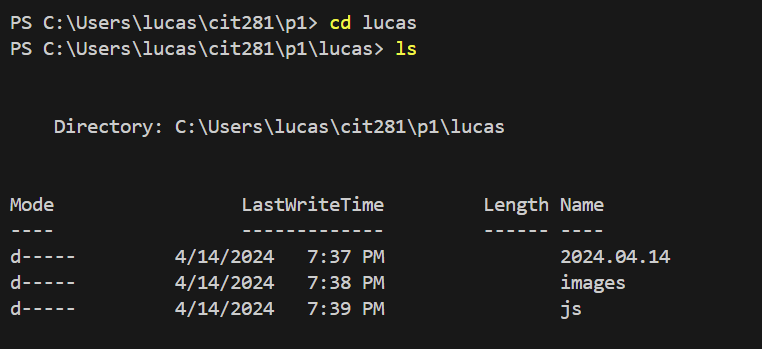 PS C:\Users\lucas\cit281\p1> cd lucas
PS C:\Users\lucas\cit281\p1\lucas> ls
Directory: C:\Users\lucas\cit281\p1\lucas
Mode LastWriteTime Length Name
---- ------------- ------ ----
d----- 4/14/2024 7:37 PM 2024.04.14
d----- 4/14/2024 7:38 PM images
d----- 4/14/2024 7:39 PM js